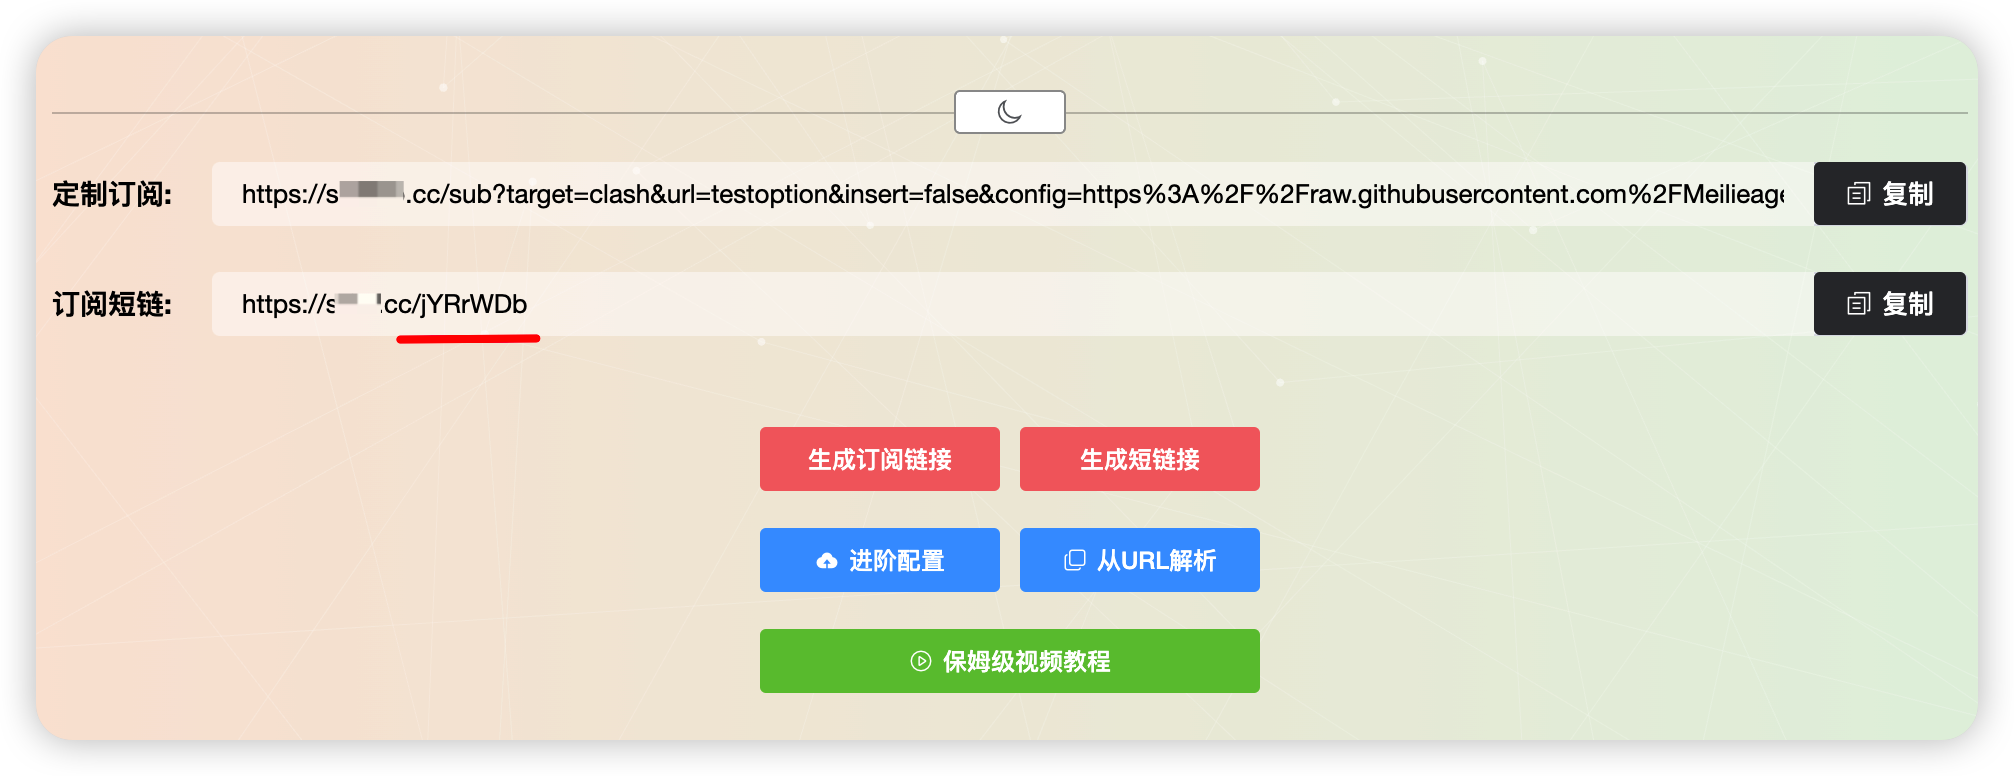 定制订阅: https://s .cc/sub?target=clash&url=testoption&insert=false&config=https%3A%2F%2Fraw.githubusercontent.com%2FMeilieage 复制
订阅短链: https://s .cc/jYRrWDb 复制
生成订阅链接 生成短链接
进阶配置 从URL解析
保姆级视频教程